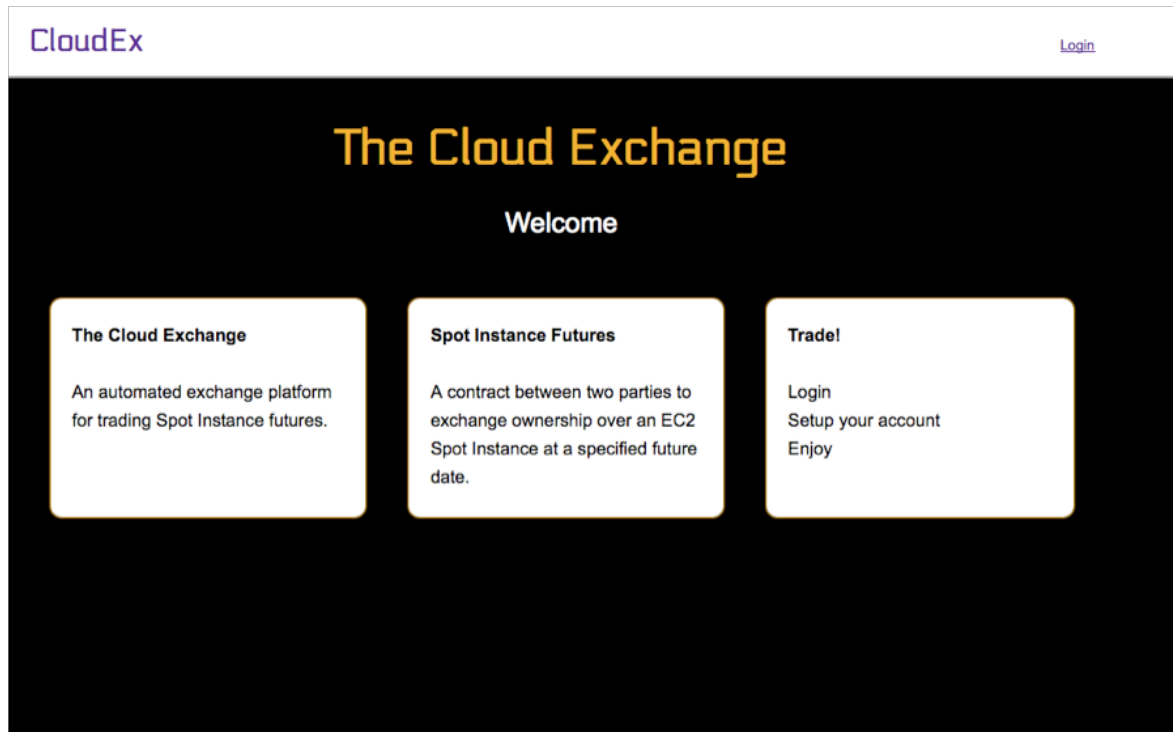 CloudEx
Login
The Cloud Exchange
Welcome
The Cloud Exchange
An automated exchange platform
for trading Spot Instance futures.
Spot Instance Futures
A contract between two parties to
exchange ownership over an EC2
Spot Instance at a specified future
date.
Trade!
Login
Setup your account
Enjoy